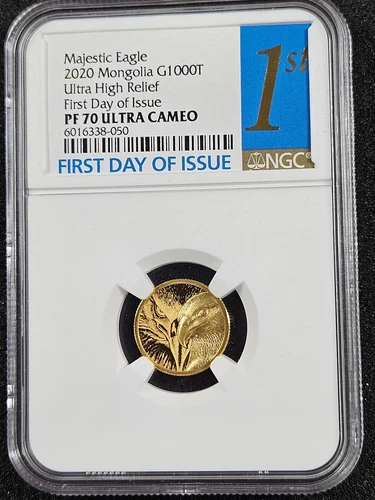 Majestic Eagle
2020 Mongolia G1000T
Ultra High Relief
First Day of Issue
PF 70 ULTRA CAMEO
6016338-050
FIRST DAY OF ISSUE
1st
NGC®